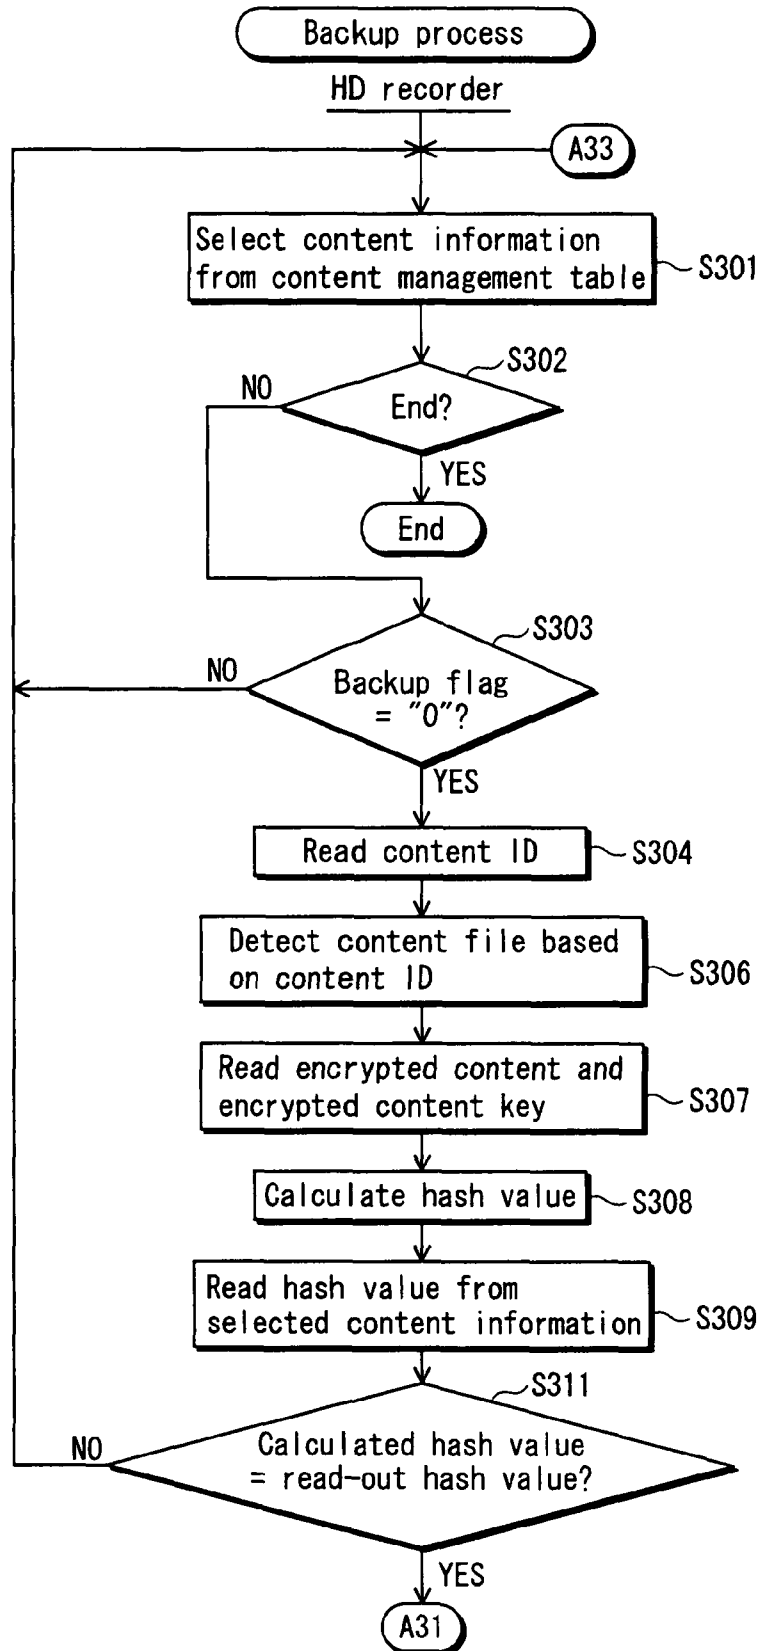 Backup process
HD recorder
A33
Select content information
from content management table
S301
S302
NO
End?
YES
End
S303
NO
Backup flag
= "0"?
YES
Read content ID
S304
Detect content file based
on content ID
S306
Read encrypted content and
encrypted content key
S307
Calculate hash value
S308
Read hash value from
selected content information
S309
S311
NO
Calculated hash value
= read-out hash value?
YES
A31